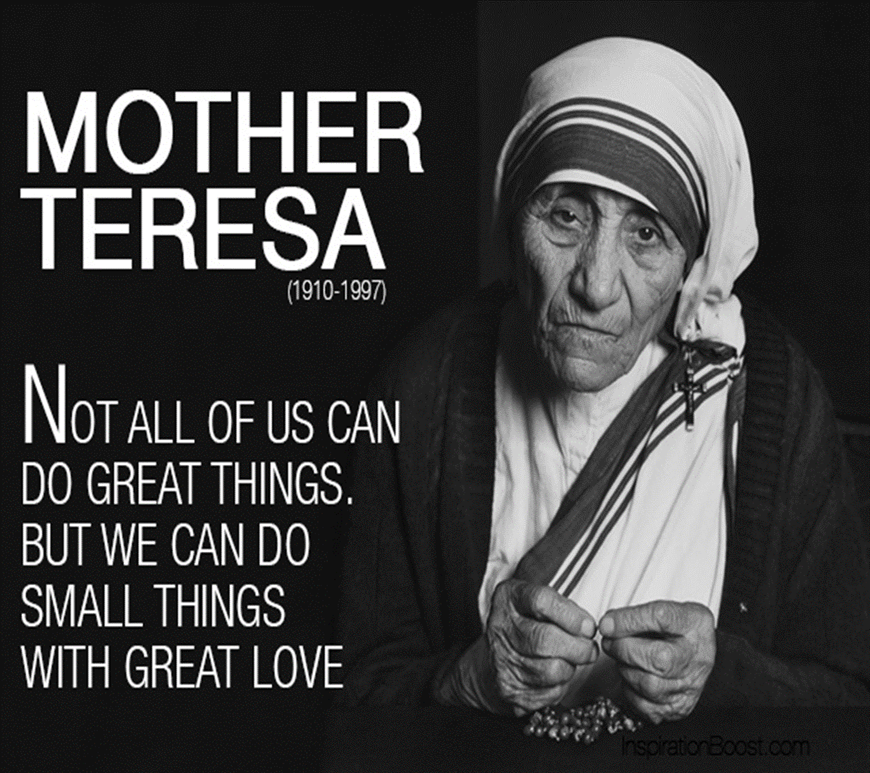 MOTHER
TERESA
(1910-1997)
NOT ALL OF US CAN
DO GREAT THINGS.
BUT WE CAN DO
SMALL THINGS
WITH GREAT LOVE
InspirationBoost.com